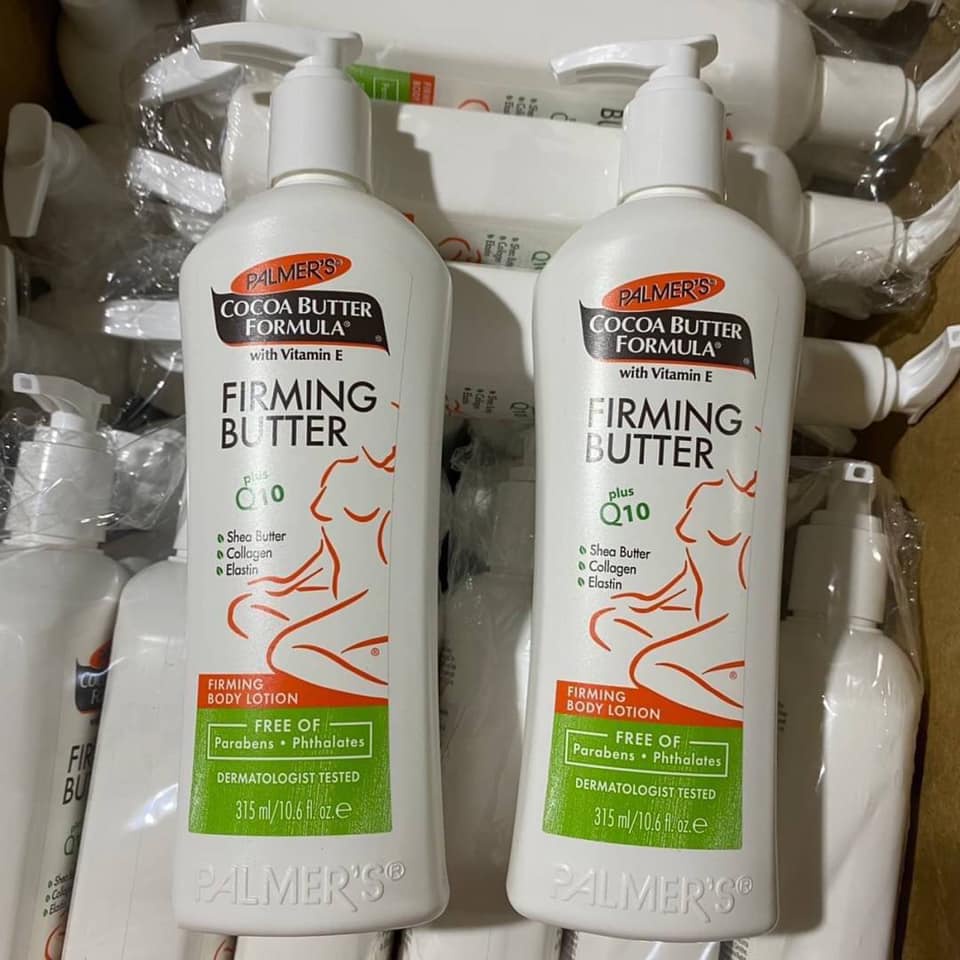 PALMER'S®
COCOA BUTTER
FORMULA®
with Vitamin E
FIRMING
BUTTER
plus
Q10
Shea Butter
Collagen
Elastin
®
FIRMING
BODY LOTION
FREE OF
Parabens • Phthalates
DERMATOLOGIST TESTED
315 ml/10.6 fl. oz.℮
PALMER'S®
PALMER'S®
COCOA BUTTER
FORMULA®
with Vitamin E
FIRMING
BUTTER
plus
Q10
Shea Butter
Collagen
Elastin
®
FIRMING
BODY LOTION
FREE OF
Parabens • Phthalates
DERMATOLOGIST TESTED
315 ml/10.6 fl. oz.℮
PALMER'S®
Q10
Q10